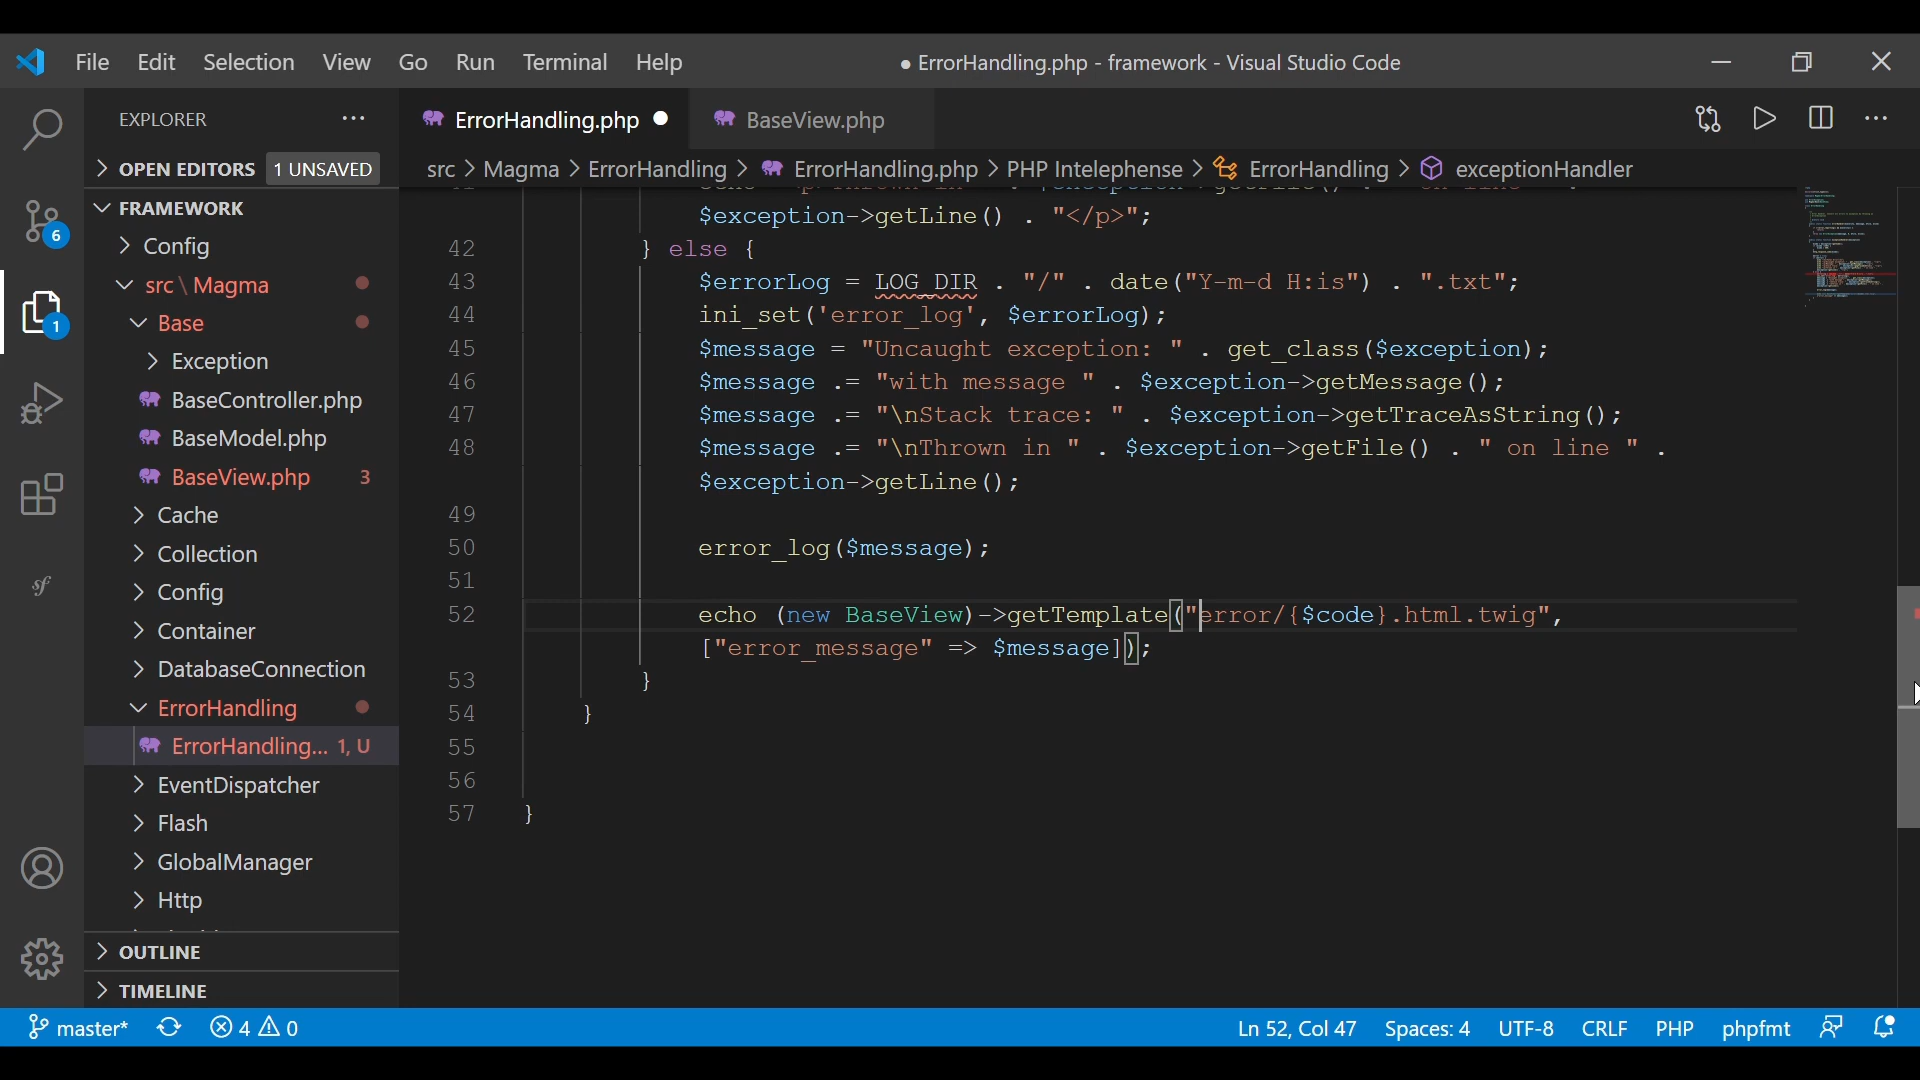 File Edit Selection View Go Run Terminal Help
● ErrorHandling.php - framework - Visual Studio Code
EXPLORER ···
ErrorHandling.php ●
BaseView.php
OPEN EDITORS 1 UNSAVED
src > Magma > ErrorHandling > ErrorHandling.php > PHP Intelephense > ErrorHandling > exceptionHandler
FRAMEWORK
Config
src \ Magma
Base
Exception
BaseController.php
BaseModel.php
BaseView.php 3
Cache
Collection
Config
Container
DatabaseConnection
ErrorHandling
ErrorHandling... 1, U
EventDispatcher
Flash
GlobalManager
Http
OUTLINE
TIMELINE
6
1
sf
$exception->getLine() . "</p>";
42 } else {
43 $errorLog = LOG_DIR . "/" . date("Y-m-d H:is") . ".txt";
44 ini_set('error_log', $errorLog);
45 $message = "Uncaught exception: " . get_class($exception);
46 $message .= "with message " . $exception->getMessage();
47 $message .= "\nStack trace: " . $exception->getTraceAsString();
48 $message .= "\nThrown in " . $exception->getFile() . " on line " .
$exception->getLine();
49
50 error_log($message);
51
52 echo (new BaseView)->getTemplate("error/{$code}.html.twig",
["error_message" => $message]);
53 }
54 }
55
56
57 }
master* 4 0
Ln 52, Col 47 Spaces: 4 UTF-8 CRLF PHP phpfmt